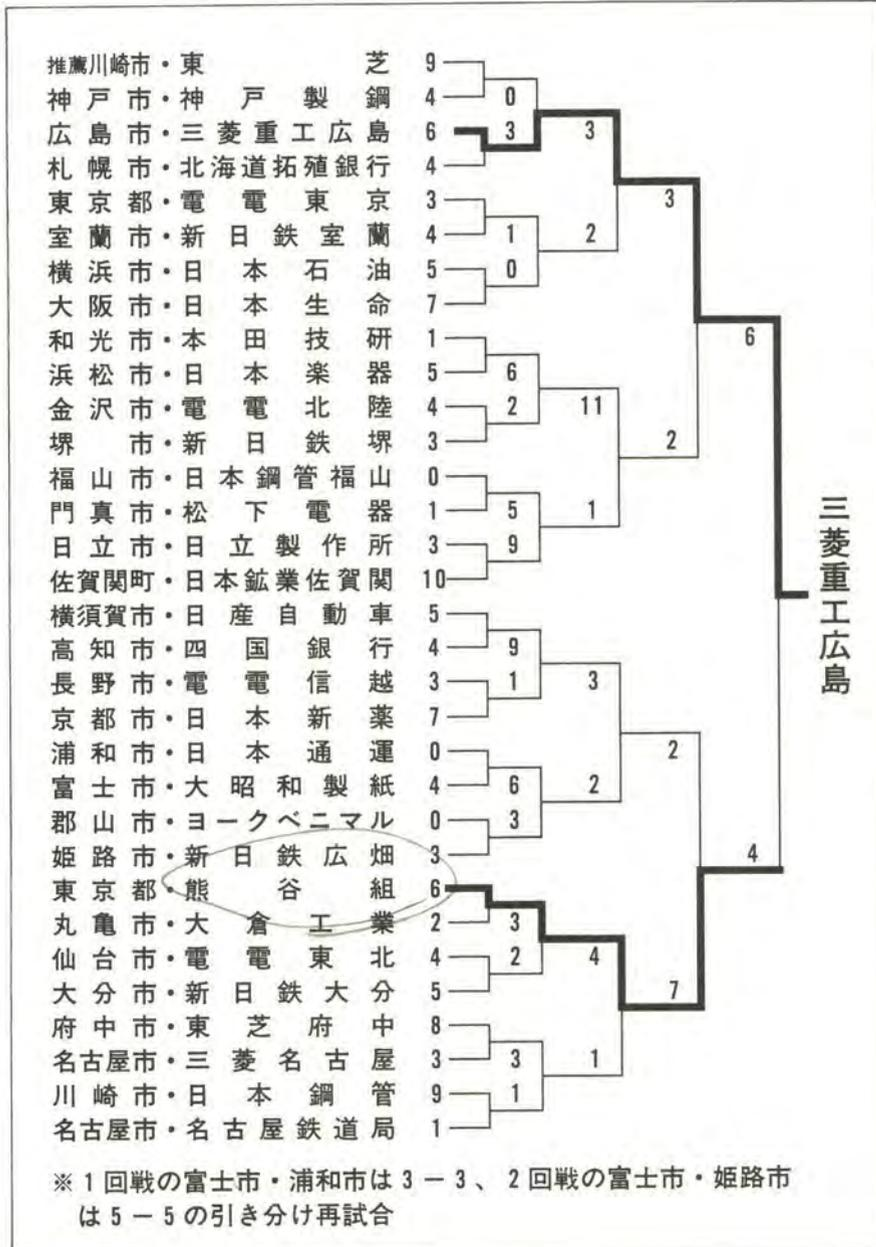 推薦川崎市・東芝 9
神戸市・神戸製鋼 4 0
広島市・三菱重工広島 6 3 3
札幌市・北海道拓殖銀行 4
東京都・電電東京 3 3
室蘭市・新日鉄室蘭 4 1 2
横浜市・日本石油 5 0
大阪市・日本生命 7
和光市・本田技研 1 6
浜松市・日本楽器 5 6
金沢市・電電北陸 4 2 11
堺市・新日鉄堺 3 2
福山市・日本鋼管福山 0
門真市・松下電器 1 5 1
日立市・日立製作所 3 9
佐賀関町・日本鉱業佐賀関 10
三菱重工広島
横須賀市・日産自動車 5
高知市・四国銀行 4 9
長野市・電電信越 3 1 3
京都市・日本新薬 7
浦和市・日本通運 0 2
富士市・大昭和製紙 4 6 2
郡山市・ヨークベニマル 0 3
姫路市・新日鉄広畑 3 4
東京都・熊谷組 6
丸亀市・大倉工業 2 3
仙台市・電電東北 4 2 4
大分市・新日鉄大分 5 7
府中市・東芝府中 8
名古屋市・三菱名古屋 3 3 1
川崎市・日本鋼管 9 1
名古屋市・名古屋鉄道局 1
※1回戦の富士市・浦和市は3－3、2回戦の富士市・姫路市
は5－5の引き分け再試合